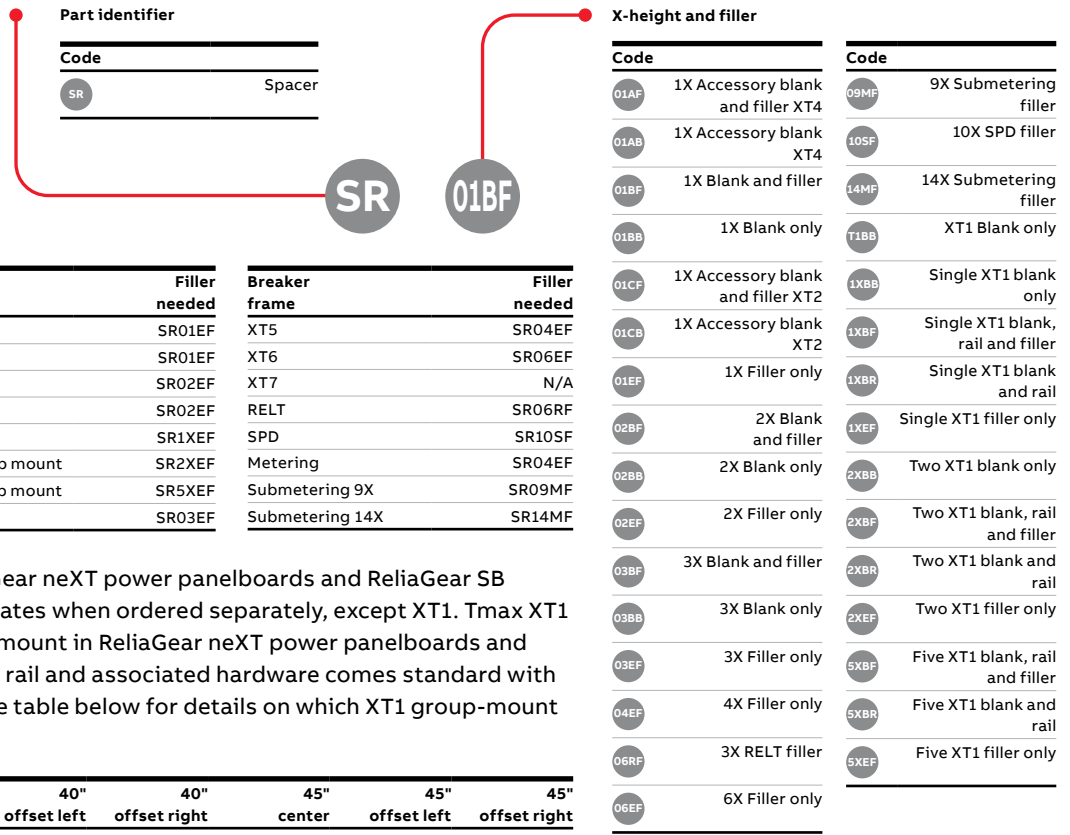 Part identifier
Code
SR Spacer
SR 01BF
Filler
needed
SR01EF
SR01EF
SR02EF
SR02EF
SR1XEF
p mount SR2XEF
p mount SR5XEF
SR03EF
Breaker Filler
frame needed
XT5 SR04EF
XT6 SR06EF
XT7 N/A
RELT SR06RF
SPD SR10SF
Metering SR04EF
Submetering 9X SR09MF
Submetering 14X SR14MF
Gear neXT power panelboards and ReliaGear SB
ates when ordered separately, except XT1. Tmax XT1
mount in ReliaGear neXT power panelboards and
rail and associated hardware comes standard with
e table below for details on which XT1 group-mount
40" 40" 45" 45" 45"
offset left offset right center offset left offset right
X-height and filler
Code
01AF 1X Accessory blank
and filler XT4
01AB 1X Accessory blank
XT4
01BF 1X Blank and filler
01BB 1X Blank only
01CF 1X Accessory blank
and filler XT2
01CB 1X Accessory blank
XT2
01EF 1X Filler only
02BF 2X Blank
and filler
02BB 2X Blank only
02EF 2X Filler only
03BF 3X Blank and filler
03BB 3X Blank only
03EF 3X Filler only
04EF 4X Filler only
06RF 3X RELT filler
06EF 6X Filler only
Code
09MF 9X Submetering
filler
10SF 10X SPD filler
14MF 14X Submetering
filler
T1BB XT1 Blank only
1XBB Single XT1 blank
only
1XBF Single XT1 blank,
rail and filler
1XBR Single XT1 blank
and rail
1XEF Single XT1 filler only
2XBB Two XT1 blank only
2XBF Two XT1 blank, rail
and filler
2XBR Two XT1 blank and
rail
2XEF Two XT1 filler only
5XBF Five XT1 blank, rail
and filler
5XBR Five XT1 blank and
rail
5XEF Five XT1 filler only